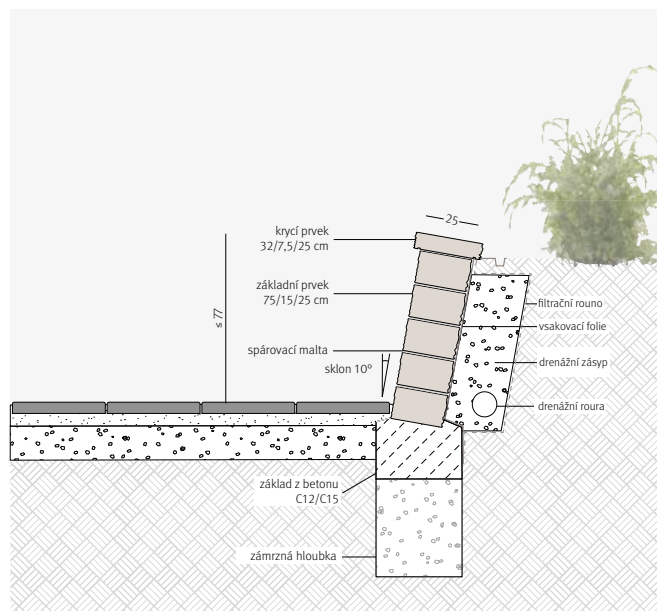 25
krycí prvek
32/7,5/25 cm
základní prvek
75/15/25 cm
≤ 77
filtrační rouno
vsakovací folie
spárovací malta
sklon 10°
drenážní zásyp
drenážní roura
základ z betonu
C12/C15
zámrzná hloubka